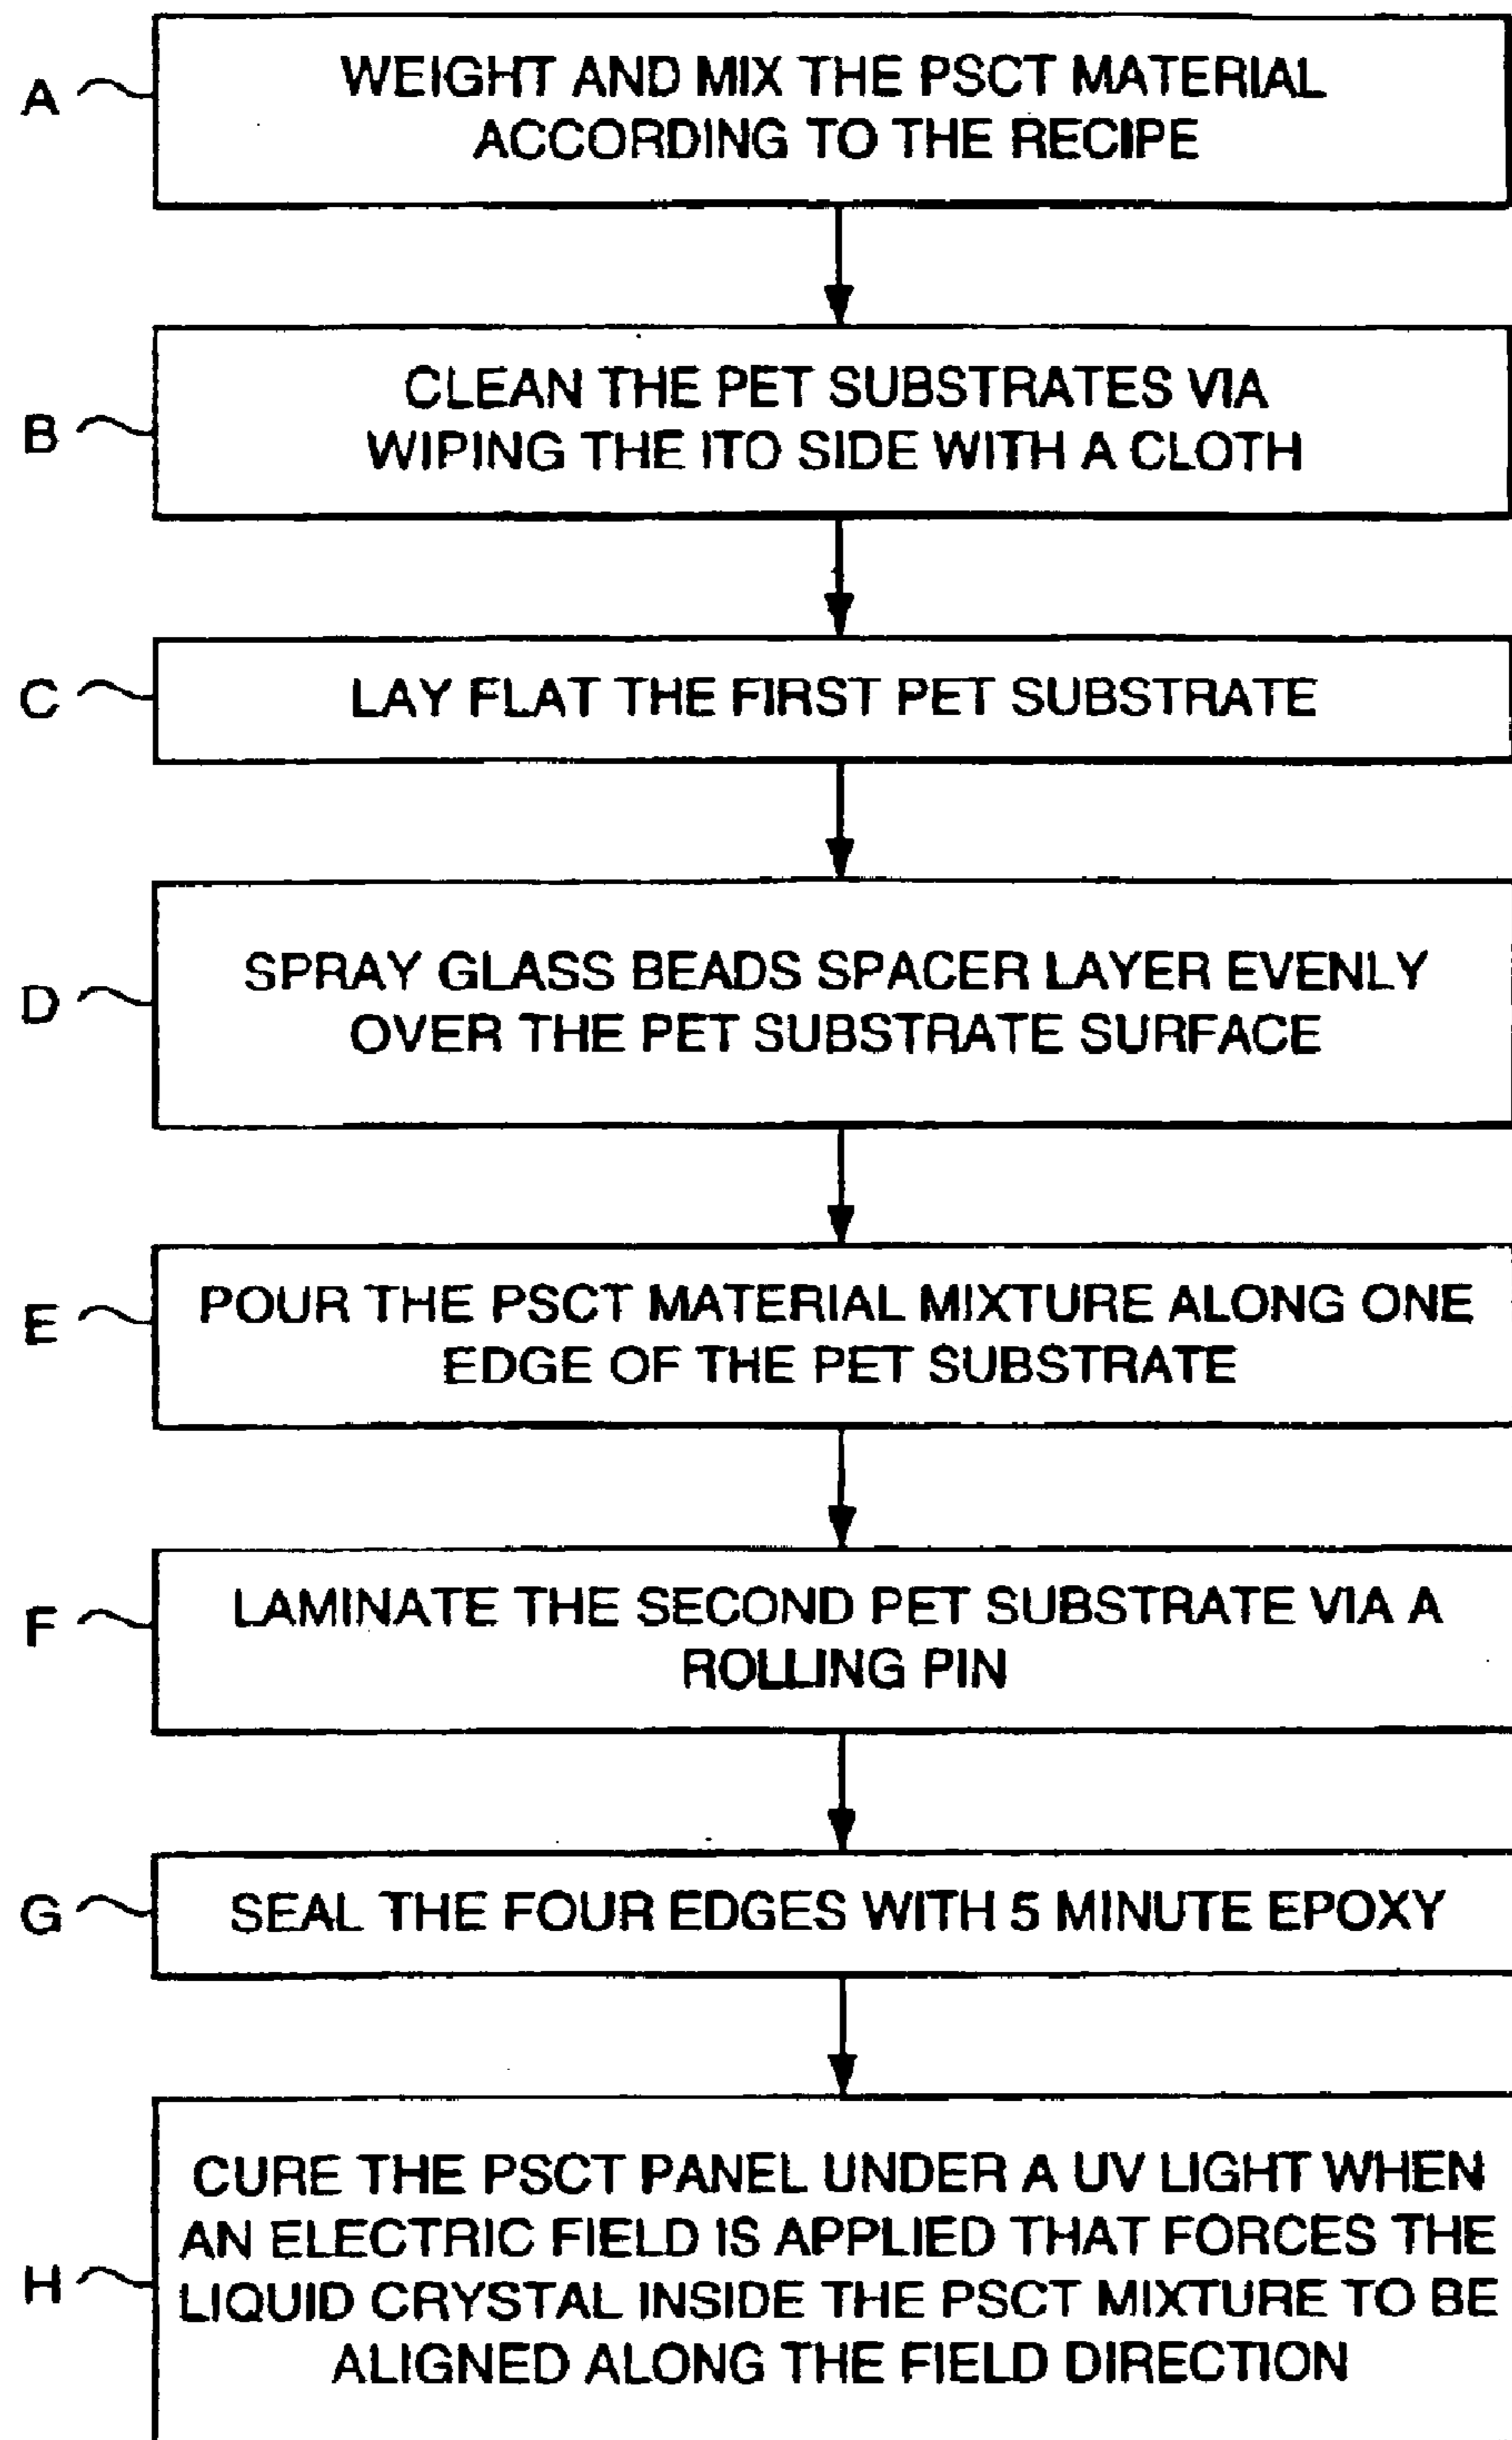 A
WEIGHT AND MIX THE PSCT MATERIAL
ACCORDING TO THE RECIPE
B
CLEAN THE PET SUBSTRATES VIA
WIPING THE ITO SIDE WITH A CLOTH
C
LAY FLAT THE FIRST PET SUBSTRATE
D
SPRAY GLASS BEADS SPACER LAYER EVENLY
OVER THE PET SUBSTRATE SURFACE
E
POUR THE PSCT MATERIAL MIXTURE ALONG ONE
EDGE OF THE PET SUBSTRATE
F
LAMINATE THE SECOND PET SUBSTRATE VIA A
ROLLING PIN
G
SEAL THE FOUR EDGES WITH 5 MINUTE EPOXY
H
CURE THE PSCT PANEL UNDER A UV LIGHT WHEN
AN ELECTRIC FIELD IS APPLIED THAT FORCES THE
LIQUID CRYSTAL INSIDE THE PSCT MIXTURE TO BE
ALIGNED ALONG THE FIELD DIRECTION